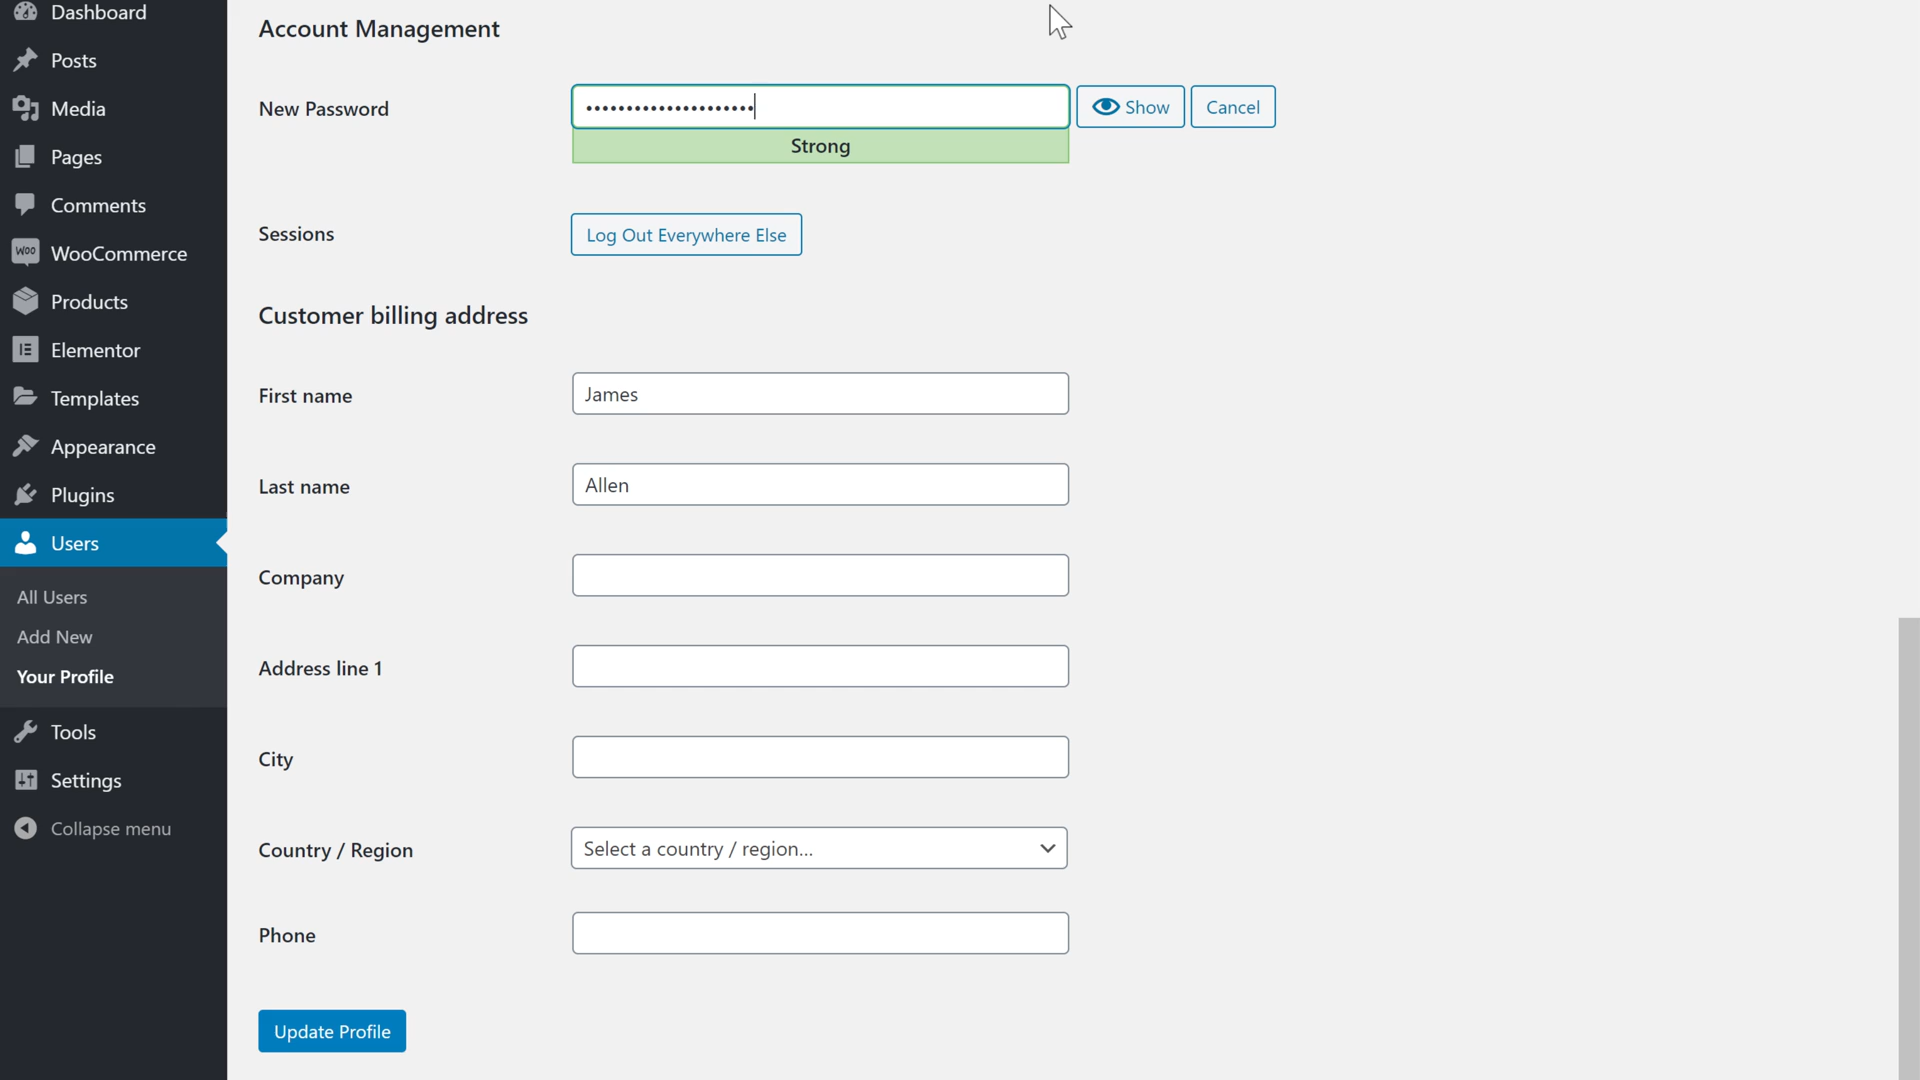 Dashboard
Posts
Media
Pages
Comments
WOO WooCommerce
Products
Elementor
Templates
Appearance
Plugins
Users
All Users
Add New
Your Profile
Tools
Settings
Collapse menu
Account Management
New Password ••••••••••••••••••••• Show Cancel
Strong
Sessions Log Out Everywhere Else
Customer billing address
First name James
Last name Allen
Company
Address line 1
City
Country / Region Select a country / region...
Phone
Update Profile